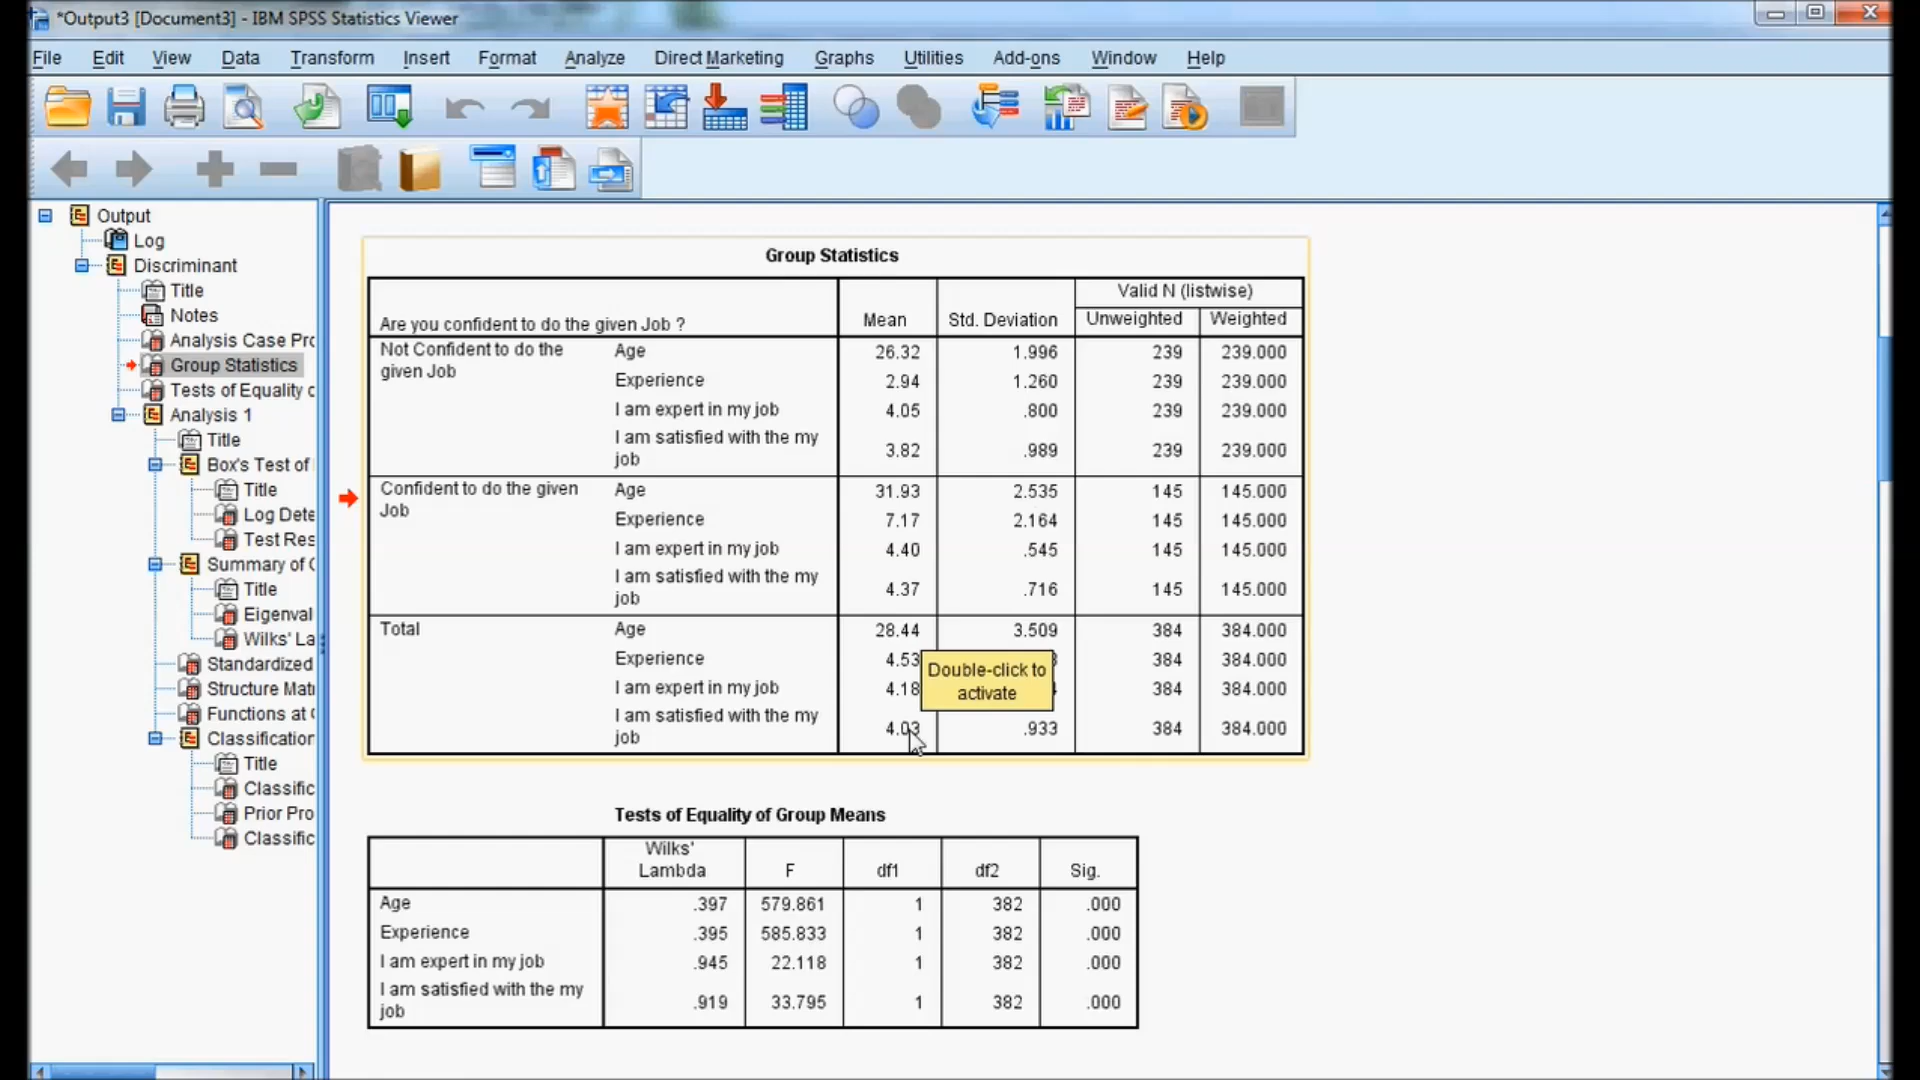 *Output3 [Document3] - IBM SPSS Statistics Viewer
File Edit View Data Transform Insert Format Analyze Direct Marketing Graphs Utilities Add-ons Window Help
Output
Log
Discriminant
Title
Notes
Analysis Case Prc
Group Statistics
Tests of Equality c
Analysis 1
Title
Box's Test of
Title
Log Dete
Test Res
Summary of C
Title
Eigenval
Wilks' La
Standardized
Structure Mat
Functions at
Classification
Title
Classific
Prior Pro
Classific
Group Statistics
Are you confident to do the given Job ? Mean Std. Deviation Valid N (listwise)
Unweighted Weighted
Not Confident to do the given Job Age 26.32 1.996 239 239.000
Experience 2.94 1.260 239 239.000
I am expert in my job 4.05 .800 239 239.000
I am satisfied with the my job 3.82 .989 239 239.000
Confident to do the given Job Age 31.93 2.535 145 145.000
Experience 7.17 2.164 145 145.000
I am expert in my job 4.40 .545 145 145.000
I am satisfied with the my job 4.37 .716 145 145.000
Total Age 28.44 3.509 384 384.000
Experience 4.53 384 384.000
I am expert in my job 4.18 384 384.000
I am satisfied with the my job 4.03 .933 384 384.000
Double-click to
activate
Tests of Equality of Group Means
Wilks' Lambda F df1 df2 Sig.
Age .397 579.861 1 382 .000
Experience .395 585.833 1 382 .000
I am expert in my job .945 22.118 1 382 .000
I am satisfied with the my job .919 33.795 1 382 .000